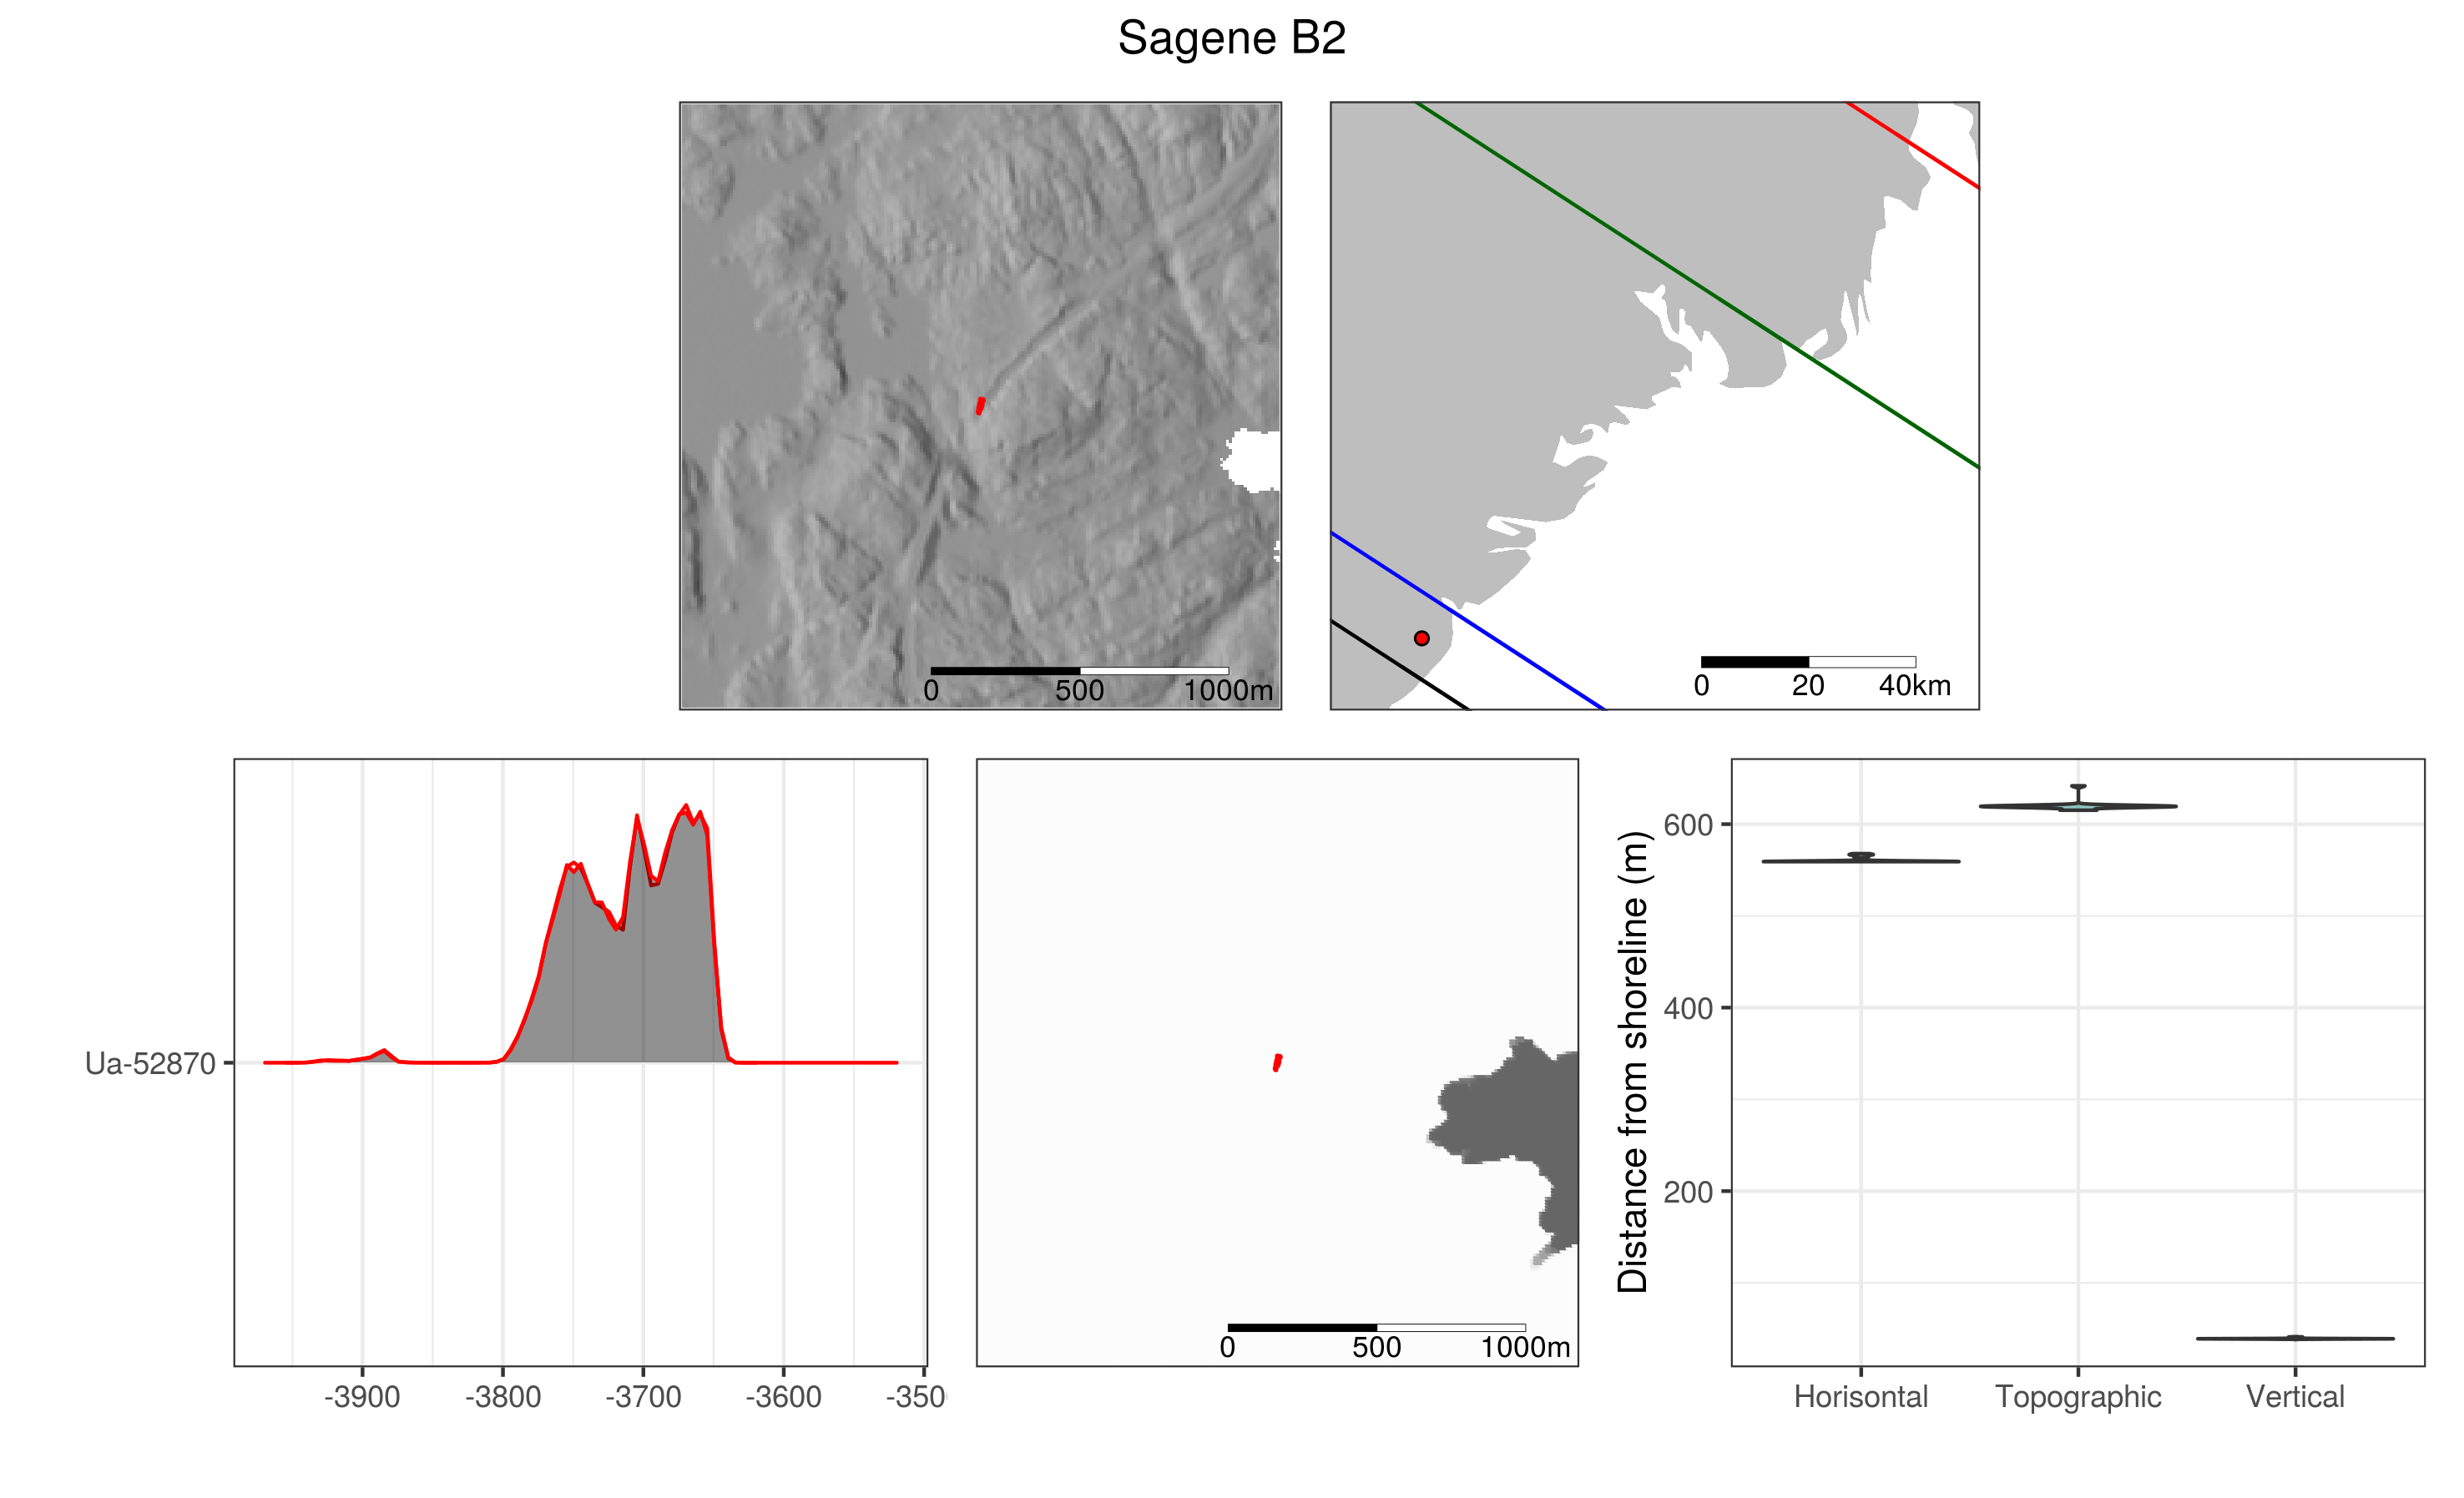 Sagene B2
0 500 1000m
0 20 40km
Ua-52870
-3900 -3800 -3700 -3600 -350
0 500 1000m
Distance from shoreline (m)
600
400
200
Horisontal Topographic Vertical